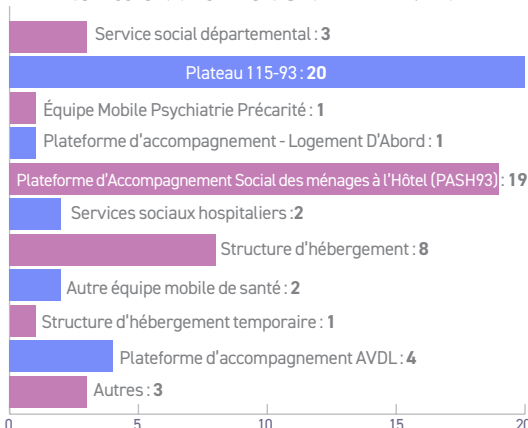 Service social départemental : 3
Plateau 115-93 : 20
Équipe Mobile Psychiatrie Précarité : 1
Plateforme d'accompagnement - Logement D'Abord : 1
Plateforme d'Accompagnement Social des ménages à l'Hôtel (PASH93) : 19
Services sociaux hospitaliers :2
Structure d'hébergement : 8
Autre équipe mobile de santé : 2
Structure d'hébergement temporaire : 1
Plateforme d'accompagnement AVDL : 4
Autres : 3
0 5 10 15 20